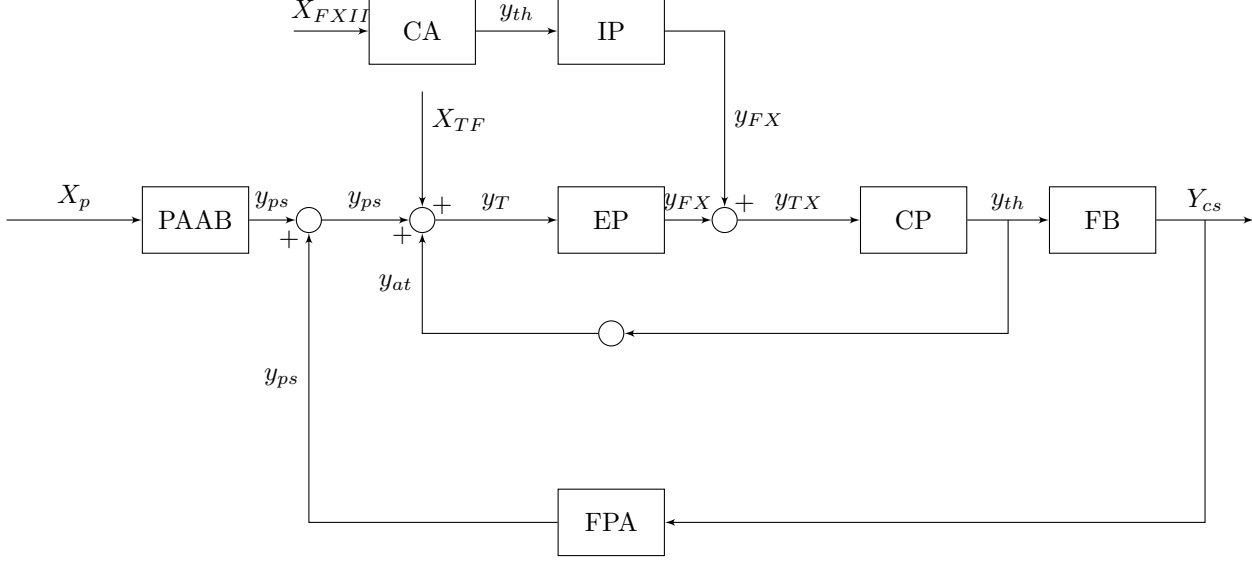 X_{FXII} CA y_{th} IP
X_{TF} y_{FX}
X_p PAAB y_{ps} + y_{ps} + + y_T EP y_{FX} + y_{TX} CP y_{th} FB Y_{cs}
y_{at}
y_{ps}
FPA